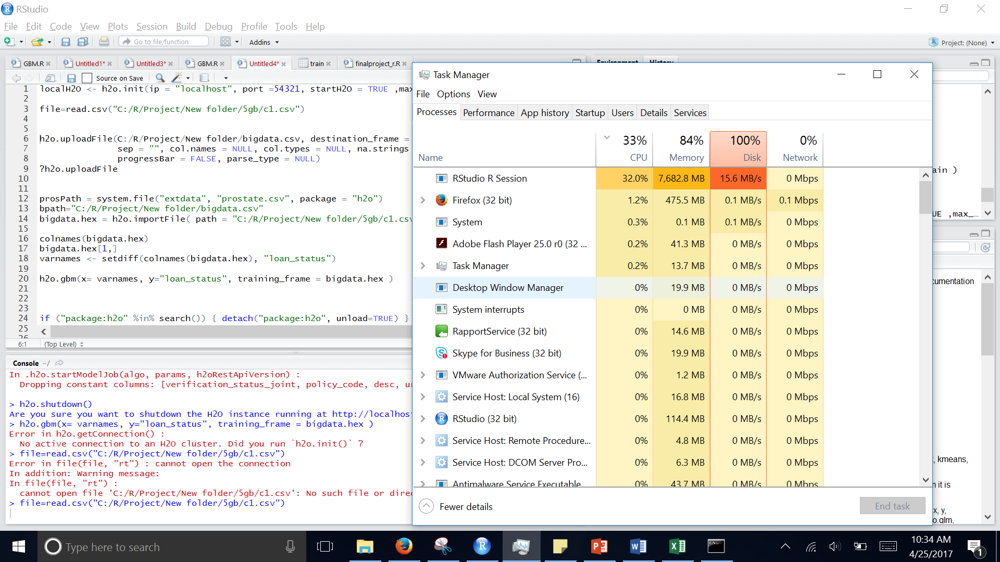 RStudio
File Edit Code View Plots Session Build Debug Profile Tools Help
Go to file/function
Addins
Project: (None)
GBM.R
Untitled1*
Untitled3*
GBM.R
Untitled4*
train
finalproject_r.R
Source on Save
1 localH2O <- h2o.init(ip = "localhost", port =54321, startH2O = TRUE ,max
2
3 file=read.csv("C:/R/Project/New folder/5gb/c1.csv")
4
5
6 h2o.uploadFile(C:/R/Project/New folder/bigdata.csv, destination_frame =
7 sep = "", col.names = NULL, col.types = NULL, na.strings
8 progressBar = FALSE, parse_type = NULL)
9 ?h2o.uploadFile
10
11
12 prosPath = system.file("extdata", "prostate.csv", package = "h2o")
13 bpath="C:/R/Project/New folder/bigdata.csv"
14 bigdata.hex = h2o.importFile( path = "C:/R/Project/New folder/5gb/c1.csv
15
16 colnames(bigdata.hex)
17 bigdata.hex[1,]
18 varnames <- setdiff(colnames(bigdata.hex), "loan_status")
19
20 h2o.gbm(x= varnames, y="loan_status", training_frame = bigdata.hex )
21
22
23
24 if ("package:h2o" %in% search()) { detach("package:h2o", unload=TRUE) }
25
26
6:1 (Top Level)
Console ~/
In .h2o.startModelJob(algo, params, h2oRestApiVersion) :
Dropping constant columns: [verification_status_joint, policy_code, desc, ur
> h2o.shutdown()
Are you sure you want to shutdown the H2O instance running at http://localhos
> h2o.gbm(x= varnames, y="loan_status", training_frame = bigdata.hex )
Error in h2o.getConnection() :
No active connection to an H2O cluster. Did you run `h2o.init()` ?
> file=read.csv("C:/R/Project/New folder/5gb/c1.csv")
Error in file(file, "rt") : cannot open the connection
In addition: Warning message:
In file(file, "rt") :
cannot open file 'C:/R/Project/New folder/5gb/c1.csv': No such file or direc
> file=read.csv("C:/R/Project/New folder/5gb/c1.csv")
Environment History
ain )
UE ,max_...
cumentation
, kmeans,
n it is
x, y,
o.glm,
Task Manager
File Options View
Processes Performance App history Startup Users Details Services
33% 84% 100% 0%
Name CPU Memory Disk Network
RStudio R Session 32.0% 7,682.8 MB 15.6 MB/s 0 Mbps
Firefox (32 bit) 1.2% 475.5 MB 0.1 MB/s 0.1 Mbps
System 0.3% 0.1 MB 0.1 MB/s 0 Mbps
Adobe Flash Player 25.0 r0 (32 ... 0.2% 41.3 MB 0 MB/s 0 Mbps
Task Manager 0.2% 13.7 MB 0 MB/s 0 Mbps
Desktop Window Manager 0% 19.9 MB 0 MB/s 0 Mbps
System interrupts 0% 0 MB 0 MB/s 0 Mbps
RapportService (32 bit) 0% 14.6 MB 0 MB/s 0 Mbps
Skype for Business (32 bit) 0% 19.9 MB 0 MB/s 0 Mbps
VMware Authorization Service (... 0% 1.2 MB 0 MB/s 0 Mbps
Service Host: Local System (16) 0% 16.8 MB 0 MB/s 0 Mbps
RStudio (32 bit) 0% 114.4 MB 0 MB/s 0 Mbps
Service Host: Remote Procedure... 0% 4.8 MB 0 MB/s 0 Mbps
Service Host: DCOM Server Pro... 0% 6.3 MB 0 MB/s 0 Mbps
Antimalware Service Executable 0% 43.7 MB 0 MB/s 0 Mbps
Fewer details
End task
Type here to search
10:34 AM
4/25/2017
1